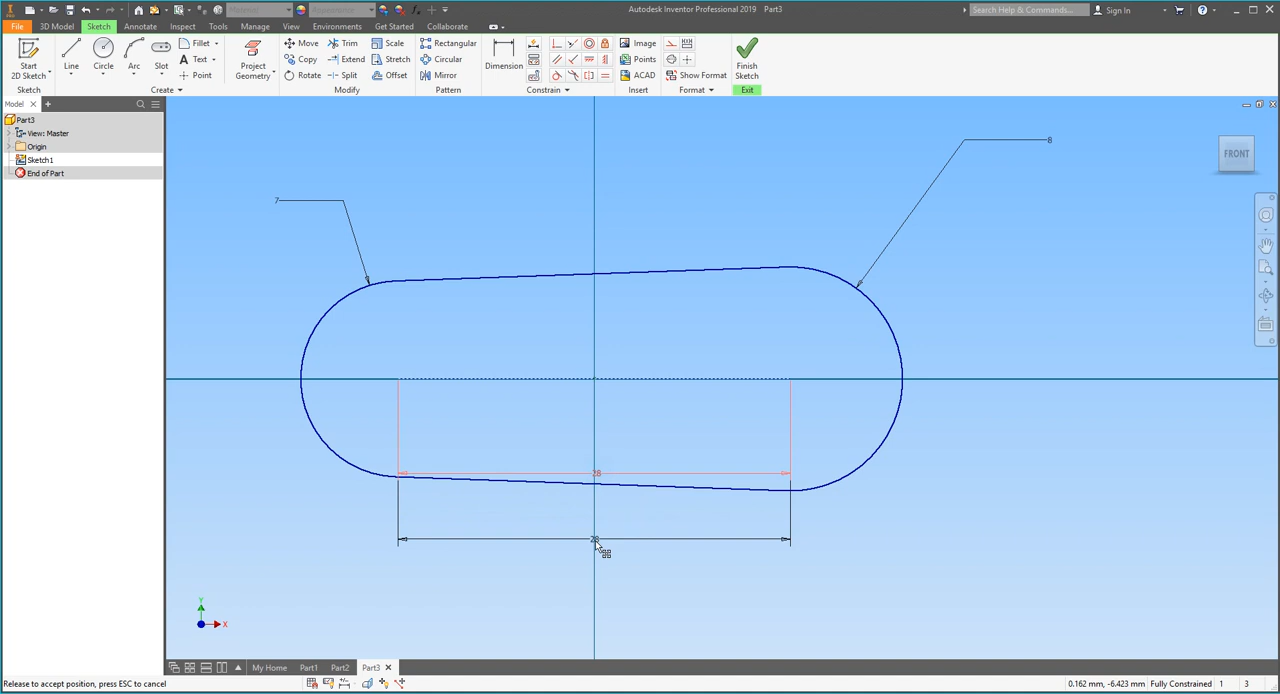 Autodesk Inventor Professional 2019 Part3
Search Help & Commands...
Sign In
File 3D Model Sketch Annotate Inspect Tools View Manage Environments Get Started Collaborate
Start
2D Sketch
Line
Circle
Arc
Slot
Fillet
Text
Point
Project
Geometry
Move
Copy
Rotate
Trim
Extend
Split
Scale
Stretch
Offset
Rectangular
Circular
Mirror
Dimension
Image
Points
ACAD
Show Format
Finish
Sketch
Sketch Create Modify Pattern Constrain Insert Format Exit
Model
Part3
View: Master
Origin
Sketch1
End of Part
FRONT
8
7
28
Y
X
My Home Part1 Part2 Part3
Release to accept position, press ESC to cancel
0.162 mm, -6.423 mm Fully Constrained 1 3